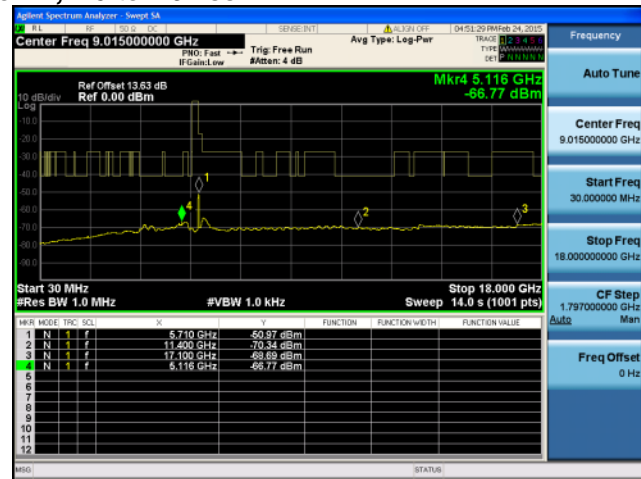 Agilent Spectrum Analyzer - Swept SA
RL RF 50 Ω DC SENSE:INT ALIGN OFF 04:51:29 PM Feb 24, 2015
Center Freq 9.015000000 GHz
PNO: Fast
IFGain:Low
Trig: Free Run
#Atten: 4 dB
Avg Type: Log-Pwr
TRACE 1 2 3 4 5 6
TYPE
DET P N N N N N
Ref Offset 13.63 dB
10 dB/div Ref 0.00 dBm
Log
Mkr4 5.116 GHz
-66.77 dBm
-10.0
-20.0
-30.0
-40.0
-50.0
-60.0
-70.0
-80.0
-90.0
1
4
2
3
Start 30 MHz Stop 18.000 GHz
#Res BW 1.0 MHz #VBW 1.0 kHz Sweep 14.0 s (1001 pts)
MKR MODE TRC SCL X Y FUNCTION FUNCTION WIDTH FUNCTION VALUE
1 N 1 f 5.710 GHz -50.97 dBm
2 N 1 f 11.400 GHz -70.34 dBm
3 N 1 f 17.100 GHz -68.69 dBm
4 N 1 f 5.116 GHz -66.77 dBm
5
6
7
8
9
10
11
12
MSG STATUS
Frequency
Auto Tune
Center Freq
9.015000000 GHz
Start Freq
30.000000 MHz
Stop Freq
18.000000000 GHz
CF Step
1.797000000 GHz
Auto Man
Freq Offset
0 Hz